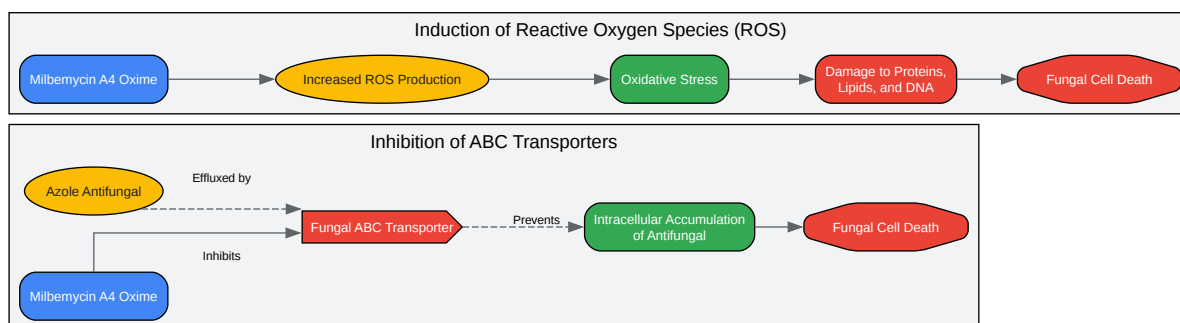 Induction of Reactive Oxygen Species (ROS)
Milbemycin A4 Oxime
Increased ROS Production
Oxidative Stress
Damage to Proteins,
Lipids, and DNA
Fungal Cell Death
Inhibition of ABC Transporters
Azole Antifungal
Effluxed by
Fungal ABC Transporter
Prevents
Intracellular Accumulation
of Antifungal
Fungal Cell Death
Inhibits
Milbemycin A4 Oxime